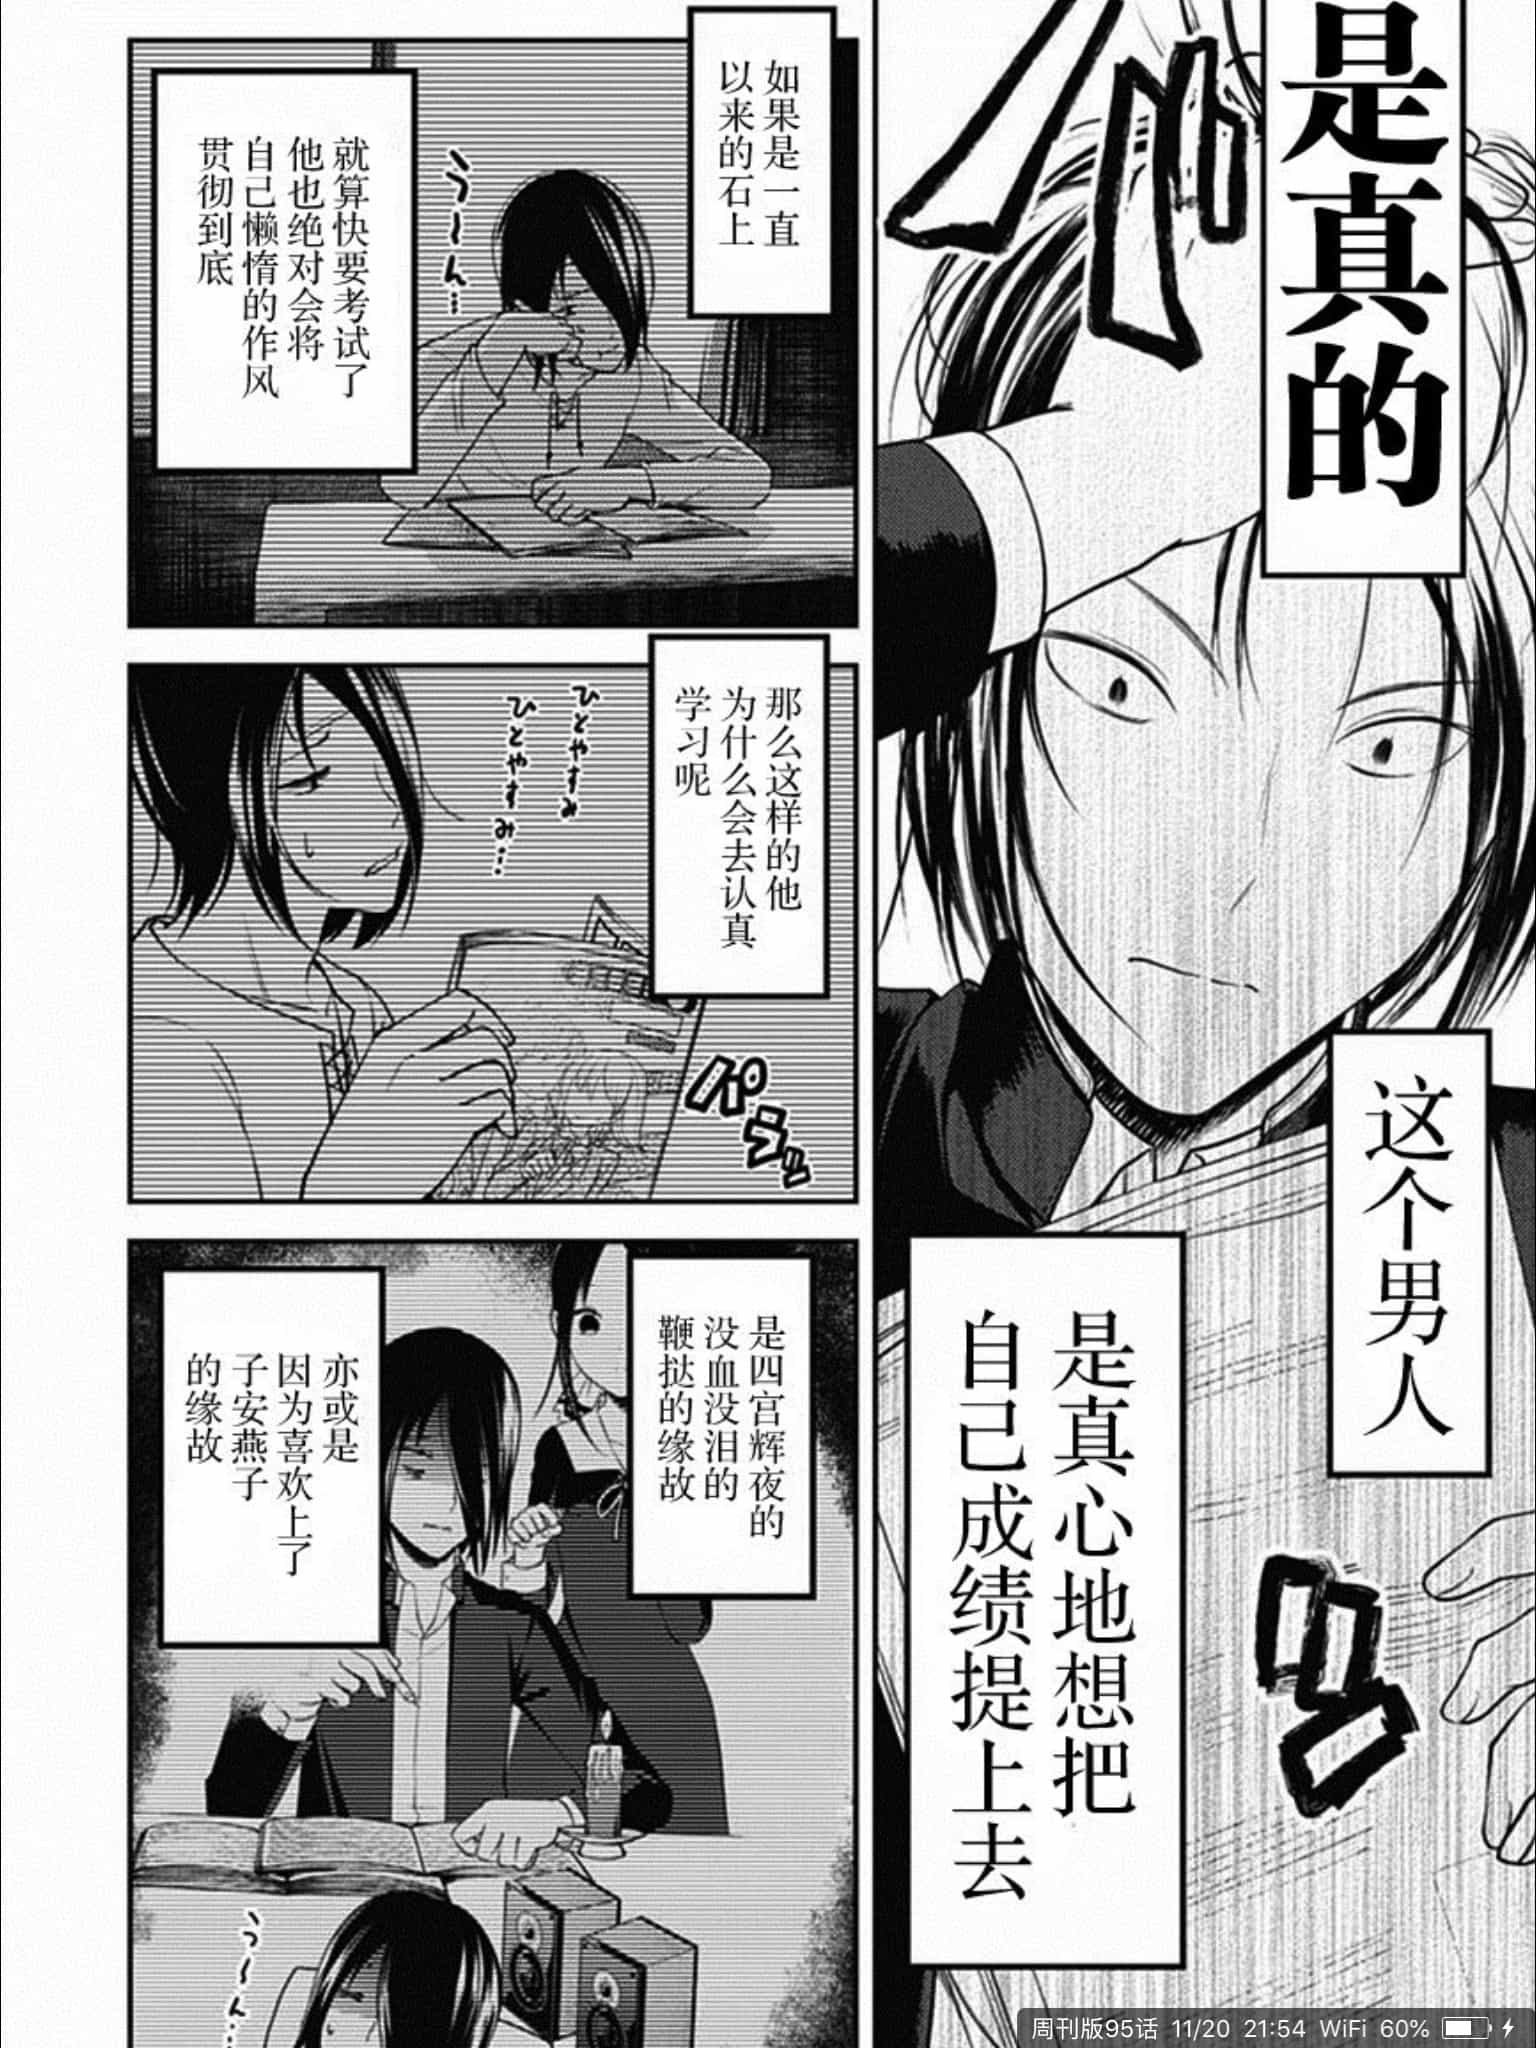 是真的
グ
パ
这个男人
是真心地想把
自己成绩提上去
如果是一直
以来的石上
就算快要考试了
他也绝对会将
自己懒惰的作风
贯彻到底
う～ん…
那么这样的他
为什么会去认真
学习呢
ひとやすみ
ひとやすみ…
パラッ
是四宫辉夜的
没血没泪的
鞭挞的缘故
亦或是
因为喜欢上了
子安燕子
的缘故
う～ん…
周刊版95话 11/20 21:54 WiFi 60%